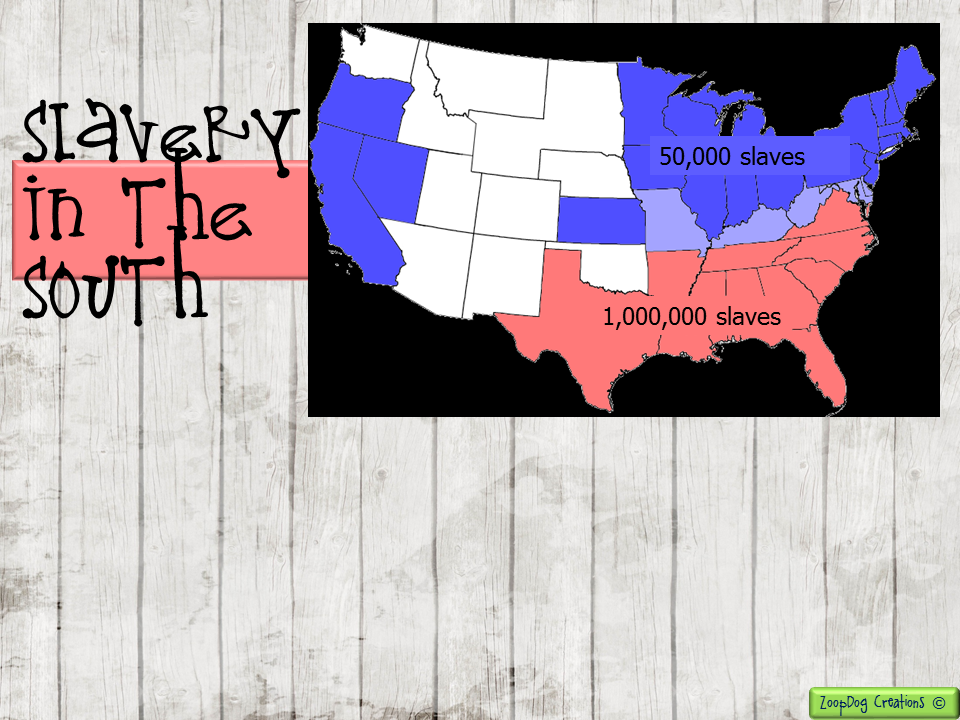 Slavery
in The
South
50,000 slaves
1,000,000 slaves
ZoopDog Creations ©